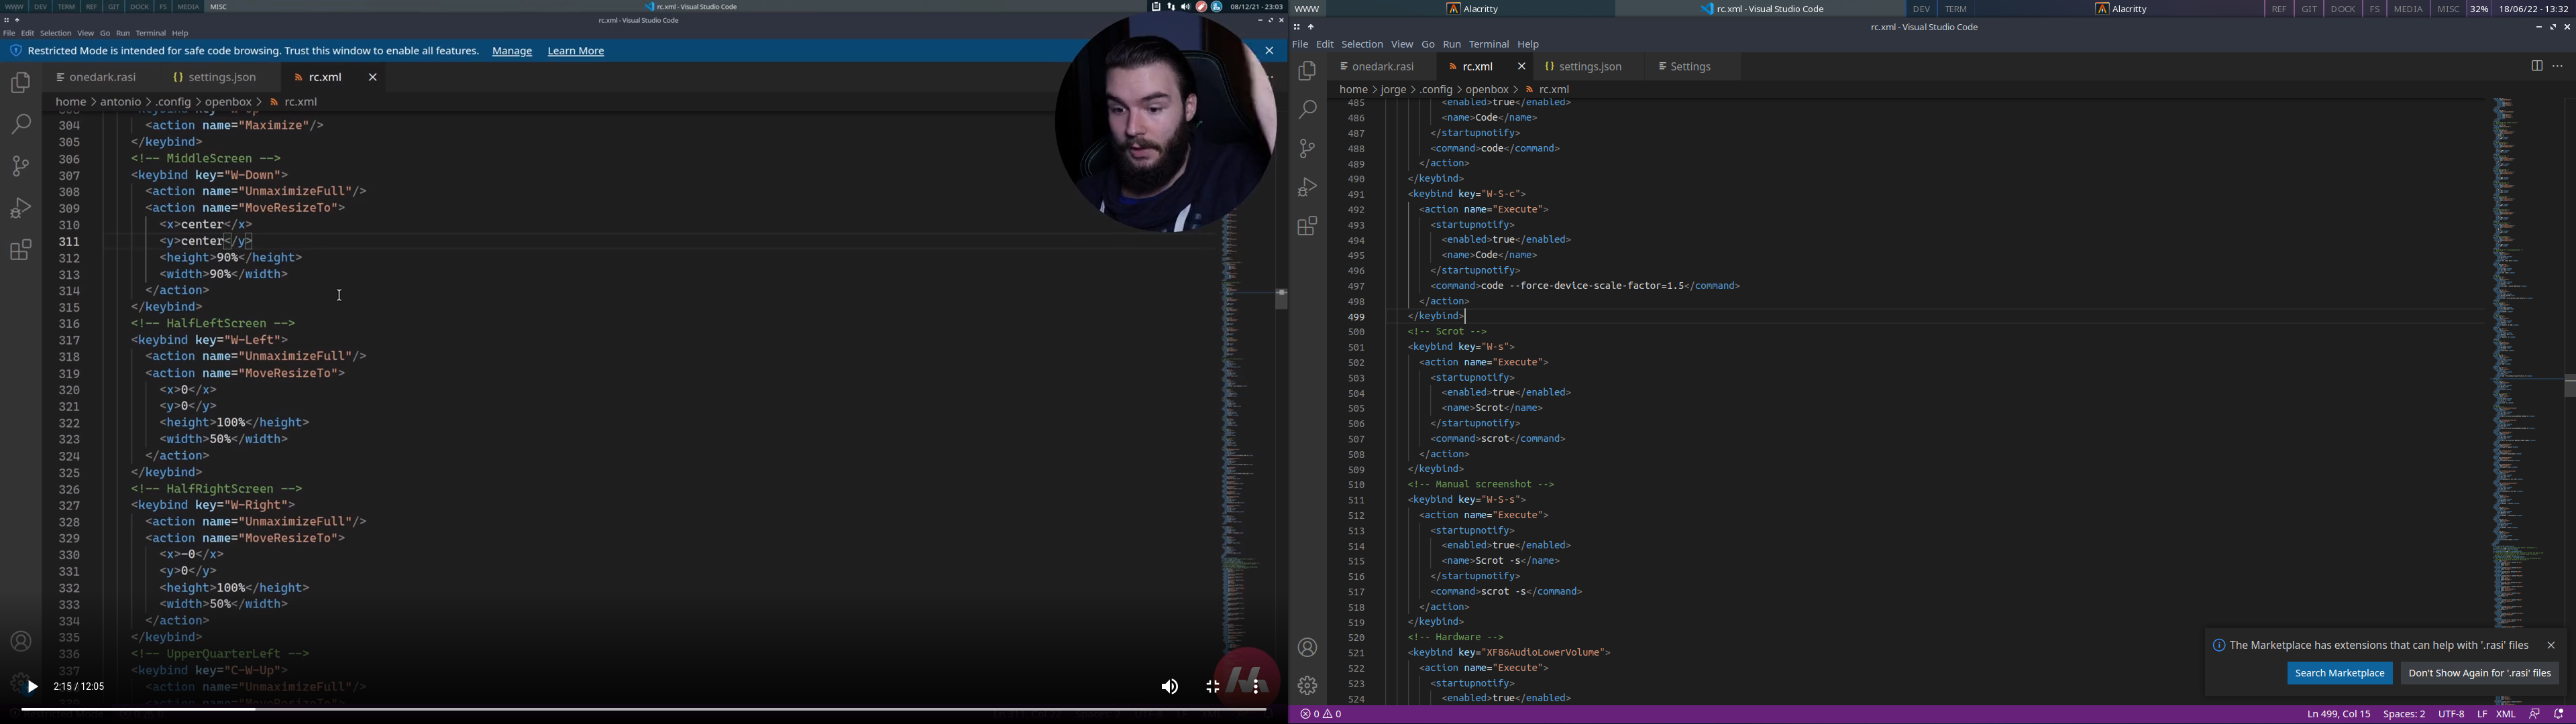 WWW DEV TERM REF GIT DOCK FS MEDIA MISC rc.xml - Visual Studio Code 08/12/21 - 23:03
rc.xml - Visual Studio Code
File Edit Selection View Go Run Terminal Help
Restricted Mode is intended for safe code browsing. Trust this window to enable all features. Manage Learn More
onedark.rasi {} settings.json rc.xml
home > antonio > .config > openbox > rc.xml
304 <action name="Maximize"/>
305 </keybind>
306 <!-- MiddleScreen -->
307 <keybind key="W-Down">
308 <action name="UnmaximizeFull"/>
309 <action name="MoveResizeTo">
310 <x>center</x>
311 <y>center</y>
312 <height>90%</height>
313 <width>90%</width>
314 </action>
315 </keybind>
316 <!-- HalfLeftScreen -->
317 <keybind key="W-Left">
318 <action name="UnmaximizeFull"/>
319 <action name="MoveResizeTo">
320 <x>0</x>
321 <y>0</y>
322 <height>100%</height>
323 <width>50%</width>
324 </action>
325 </keybind>
326 <!-- HalfRightScreen -->
327 <keybind key="W-Right">
328 <action name="UnmaximizeFull"/>
329 <action name="MoveResizeTo">
330 <x>-0</x>
331 <y>0</y>
332 <height>100%</height>
333 <width>50%</width>
334 </action>
335 </keybind>
336 <!-- UpperQuarterLeft -->
337 <keybind key="C-W-Up">
<action name="UnmaximizeFull"/>
2:15 / 12:05
WWW Alacritty rc.xml - Visual Studio Code DEV TERM Alacritty REF GIT DOCK FS MEDIA MISC 32% 18/06/22 - 13:32
rc.xml - Visual Studio Code
File Edit Selection View Go Run Terminal Help
onedark.rasi rc.xml {} settings.json Settings
home > jorge > .config > openbox > rc.xml
485 <enabled>true</enabled>
486 <name>Code</name>
487 </startupnotify>
488 <command>code</command>
489 </action>
490 </keybind>
491 <keybind key="W-S-c">
492 <action name="Execute">
493 <startupnotify>
494 <enabled>true</enabled>
495 <name>Code</name>
496 </startupnotify>
497 <command>code --force-device-scale-factor=1.5</command>
498 </action>
499 </keybind>
500 <!-- Scrot -->
501 <keybind key="W-s">
502 <action name="Execute">
503 <startupnotify>
504 <enabled>true</enabled>
505 <name>Scrot</name>
506 </startupnotify>
507 <command>scrot</command>
508 </action>
509 </keybind>
510 <!-- Manual screenshot -->
511 <keybind key="W-S-s">
512 <action name="Execute">
513 <startupnotify>
514 <enabled>true</enabled>
515 <name>Scrot -s</name>
516 </startupnotify>
517 <command>scrot -s</command>
518 </action>
519 </keybind>
520 <!-- Hardware -->
521 <keybind key="XF86AudioLowerVolume">
522 <action name="Execute">
523 <startupnotify>
524 <enabled>true</enabled>
The Marketplace has extensions that can help with '.rasi' files
Search Marketplace Don't Show Again for '.rasi' files
0 0 Ln 499, Col 15 Spaces: 2 UTF-8 LF XML